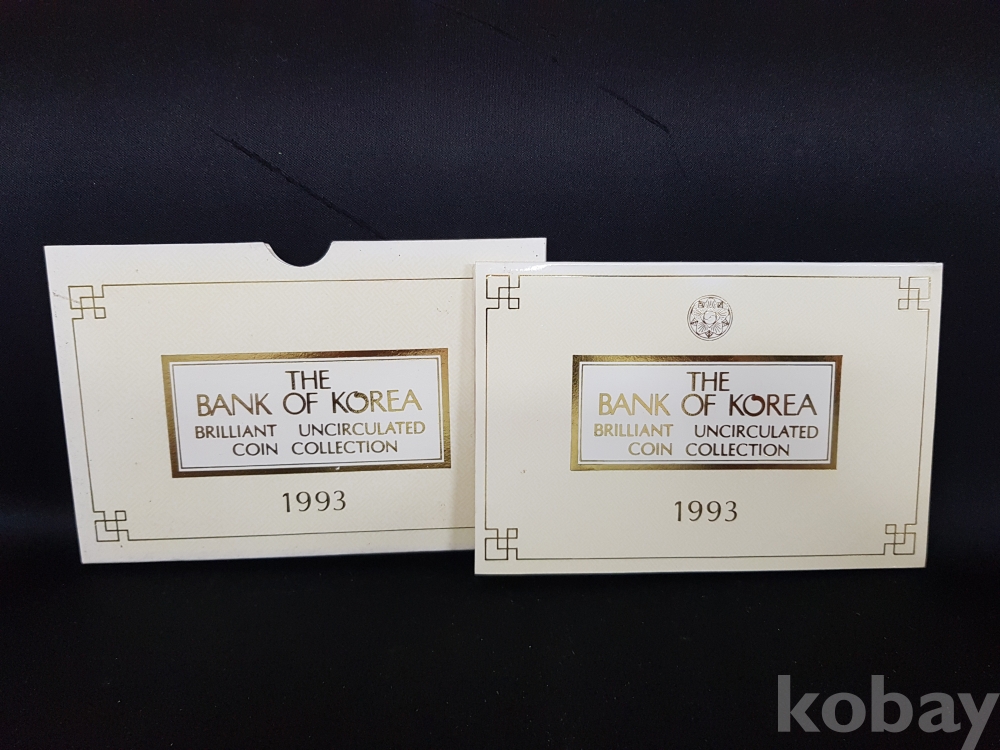 THE
BANK OF KOREA
BRILLIANT UNCIRCULATED
COIN COLLECTION
1993
THE
BANK OF KOREA
BRILLIANT UNCIRCULATED
COIN COLLECTION
1993
kobay